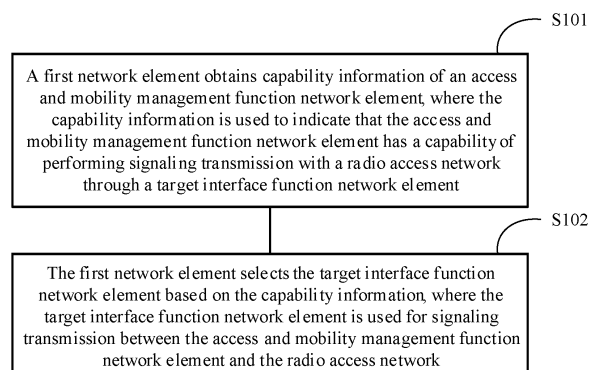 S101
A first network element obtains capability information of an access
and mobility management function network element, where the
capability information is used to indicate that the access and
mobility management function network element has a capability of
performing signaling transmission with a radio access network
through a target interface function network element
S102
The first network element selects the target interface function
network element based on the capability information, where the
target interface function network element is used for signaling
transmission between the access and mobility management function
network element and the radio access network